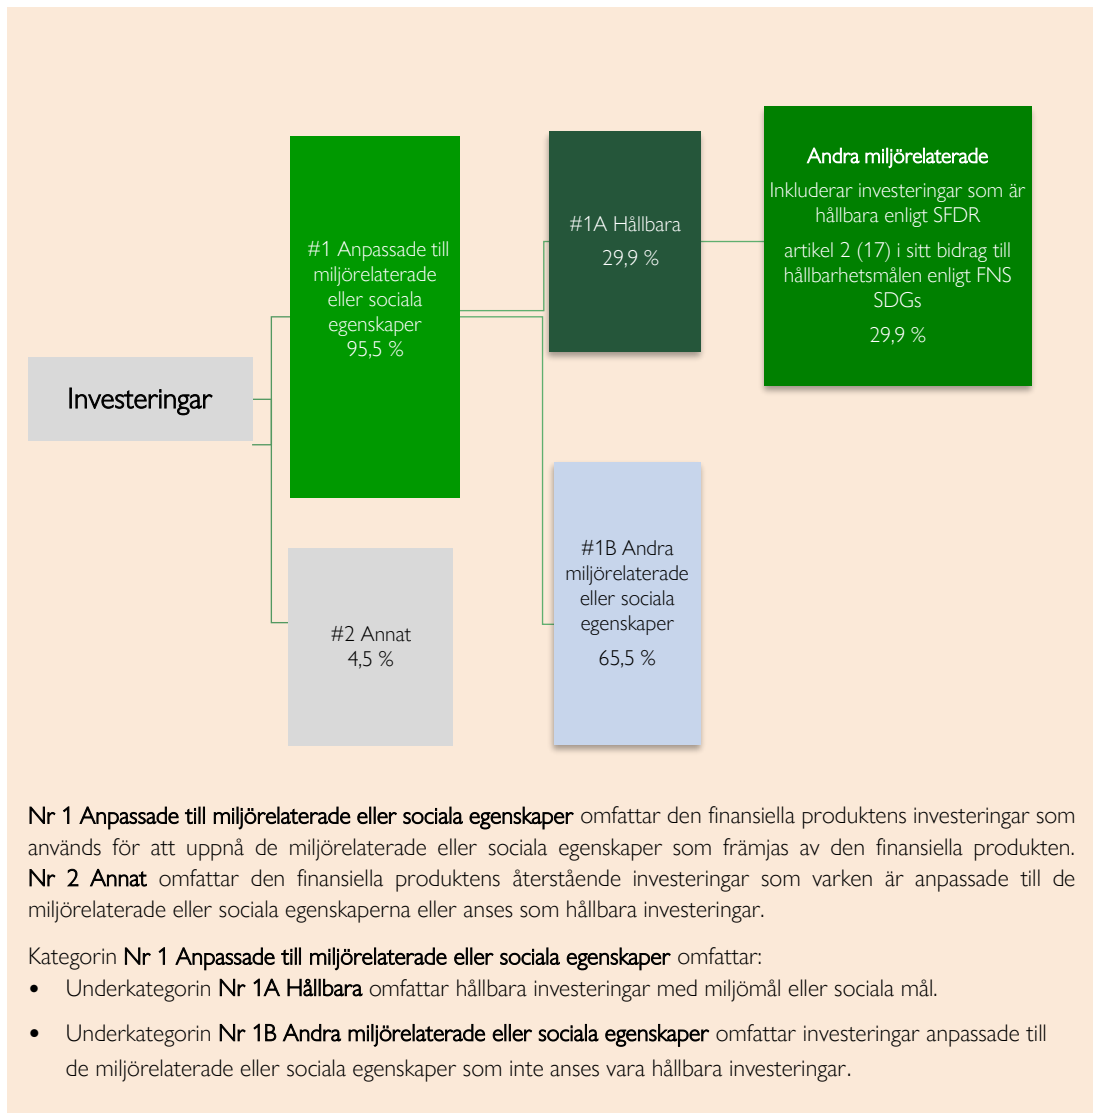 Investeringar
#1 Anpassade till
miljörelaterade
eller sociala
egenskaper
95,5 %
#2 Annat
4,5 %
#1A Hållbara
29,9 %
#1B Andra
miljörelaterade
eller sociala
egenskaper
65,5 %
Andra miljörelaterade
Inkluderar investeringar som är
hållbara enligt SFDR
artikel 2 (17) i sitt bidrag till
hållbarhetsmålen enligt FNS
SDGs
29,9 %
Nr 1 Anpassade till miljörelaterade eller sociala egenskaper omfattar den finansiella produktens investeringar som
används för att uppnå de miljörelaterade eller sociala egenskaper som främjas av den finansiella produkten.
Nr 2 Annat omfattar den finansiella produktens återstående investeringar som varken är anpassade till de
miljörelaterade eller sociala egenskaperna eller anses som hållbara investeringar.
Kategorin Nr 1 Anpassade till miljörelaterade eller sociala egenskaper omfattar:
• Underkategorin Nr 1A Hållbara omfattar hållbara investeringar med miljömål eller sociala mål.
• Underkategorin Nr 1B Andra miljörelaterade eller sociala egenskaper omfattar investeringar anpassade till
de miljörelaterade eller sociala egenskaper som inte anses vara hållbara investeringar.